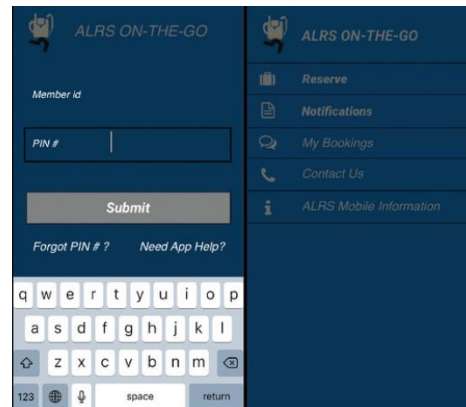 ALRS ON-THE-GO
Member id
PIN #
Submit
Forgot PIN # ? Need App Help?
q w e r t y u i o p
a s d f g h j k l
z x c v b n m
123 space return
ALRS ON-THE-GO
Reserve
Notifications
My Bookings
Contact Us
ALRS Mobile Information